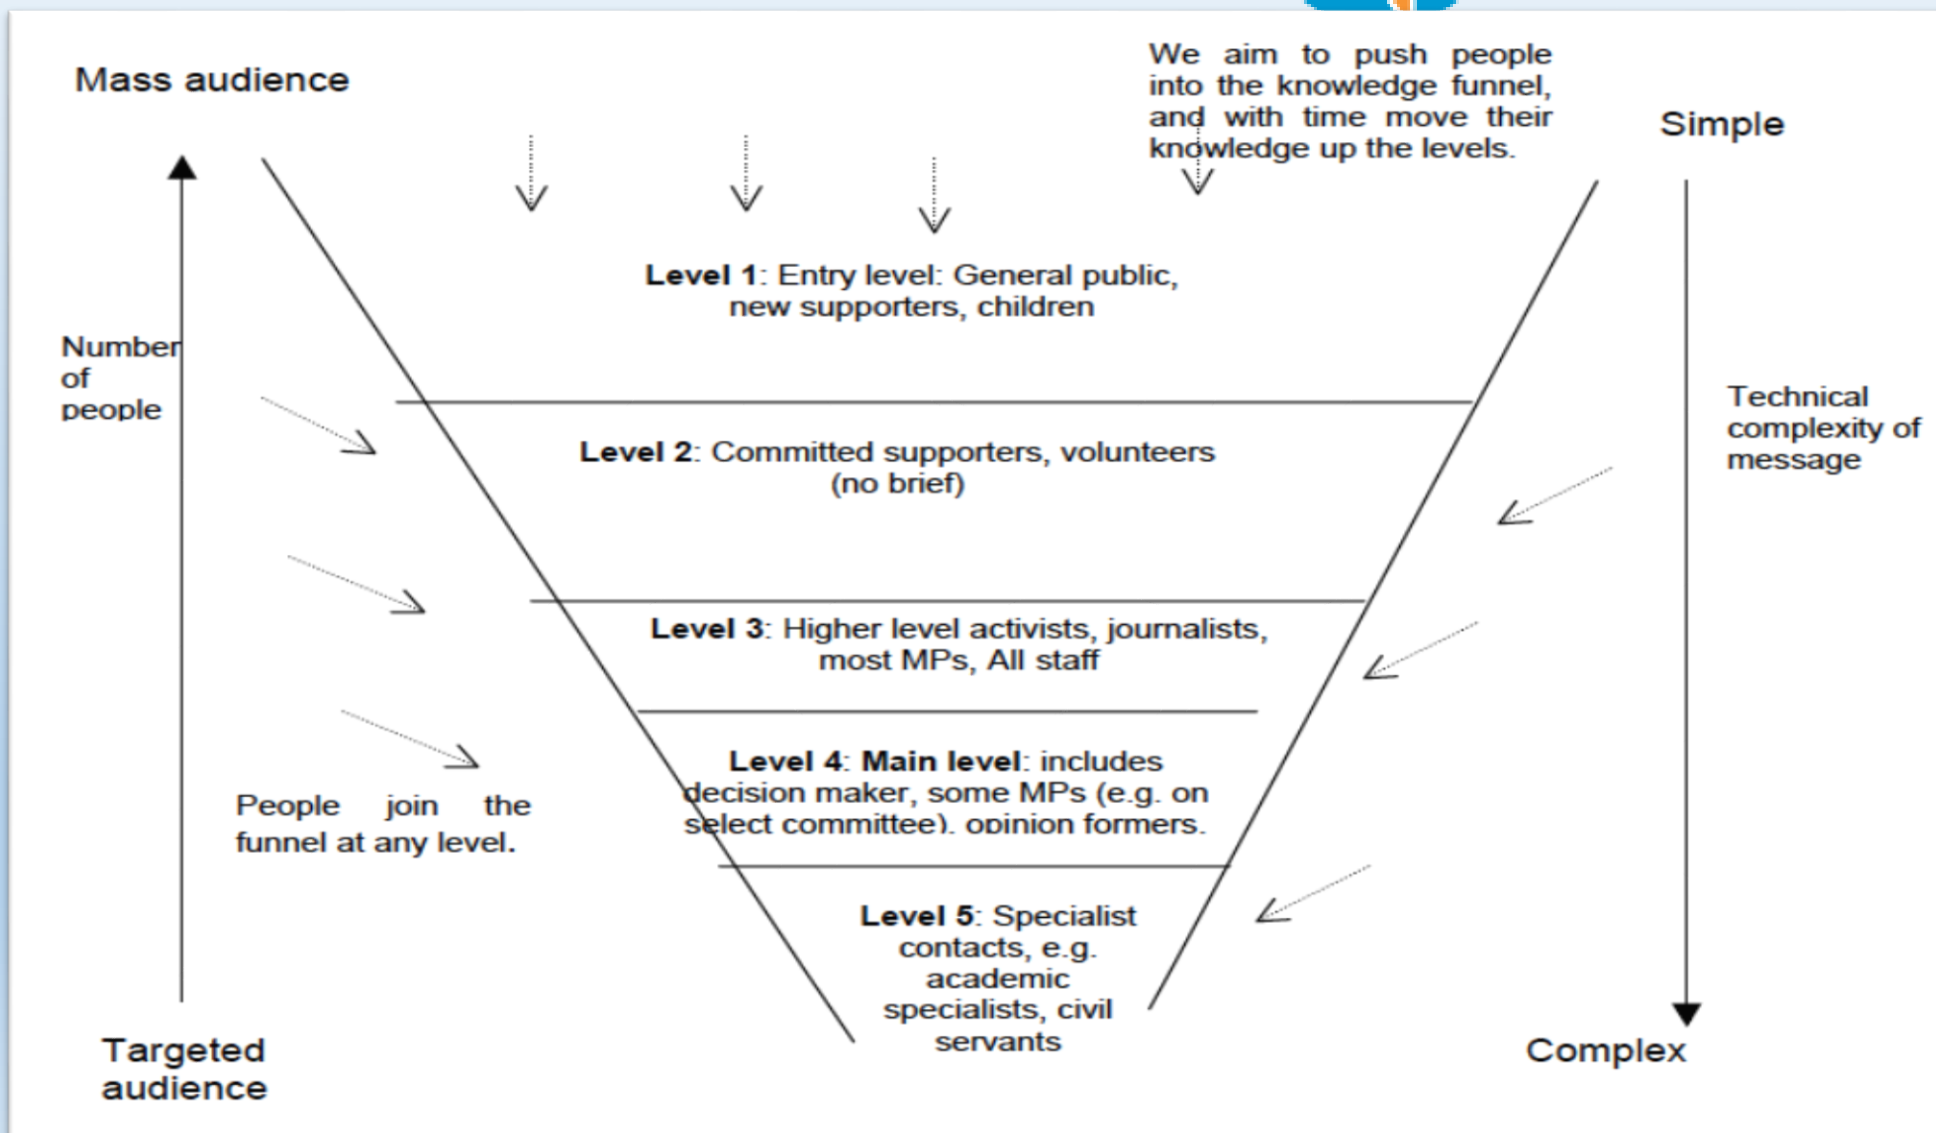 Mass audience
We aim to push people
into the knowledge funnel,
and with time move their
knowledge up the levels.
Simple
Level 1: Entry level: General public,
new supporters, children
Number
of
people
Technical
complexity of
message
Level 2: Committed supporters, volunteers
(no brief)
Level 3: Higher level activists, journalists,
most MPs, All staff
Level 4: Main level: includes
decision maker, some MPs (e.g. on
select committee). opinion formers.
People join the
funnel at any level.
Level 5: Specialist
contacts, e.g.
academic
specialists, civil
servants
Targeted
audience
Complex